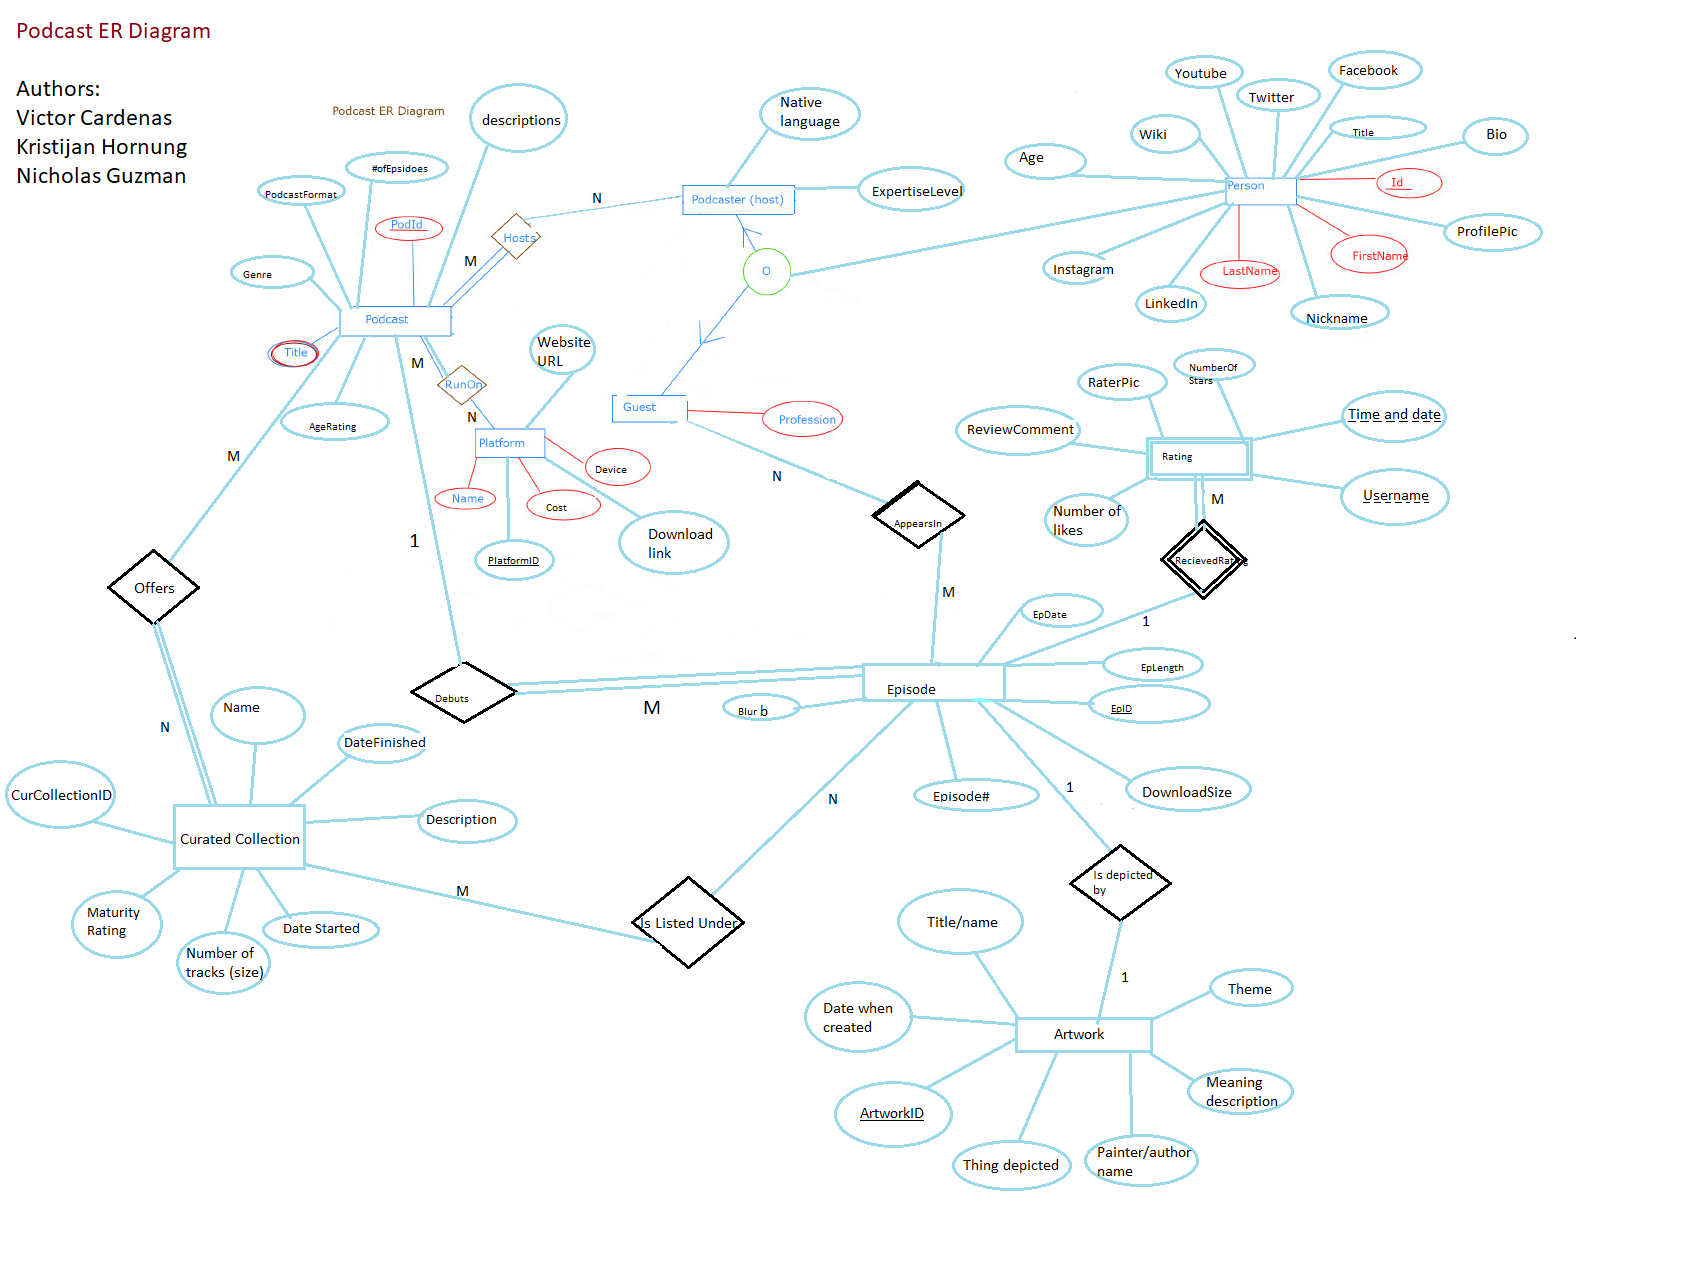 Podcast ER Diagram
Authors:
Victor Cardenas
Kristijan Hornung
Nicholas Guzman
Podcast ER Diagram
descriptions
#ofEpsidoes
PodcastFormat
PodId
Genre
Podcast
Title
AgeRating
Hosts
N
M
Native
language
Podcaster (host)
ExpertiseLevel
O
Youtube
Facebook
Twitter
Wiki
Title
Bio
Age
Person
Id
ProfilePic
FirstName
LastName
Instagram
LinkedIn
Nickname
Website
URL
M
RunOn
N
Platform
Name
Device
Cost
PlatformID
Download
link
Guest
Profession
N
AppearsIn
M
RaterPic
NumberOf
Stars
Time and date
ReviewComment
Rating
Username
Number of
likes
M
RecievedRating
1
M
Offers
N
1
Debuts
M
EpDate
EpLength
Episode
EpID
Blur b
Episode#
DownloadSize
N
1
Name
DateFinished
CurCollectionID
Description
Curated Collection
Maturity
Rating
Number of
tracks (size)
Date Started
M
Is Listed Under
Is depicted
by
1
Title/name
Theme
Date when
created
Artwork
Meaning
description
ArtworkID
Thing depicted
Painter/author
name